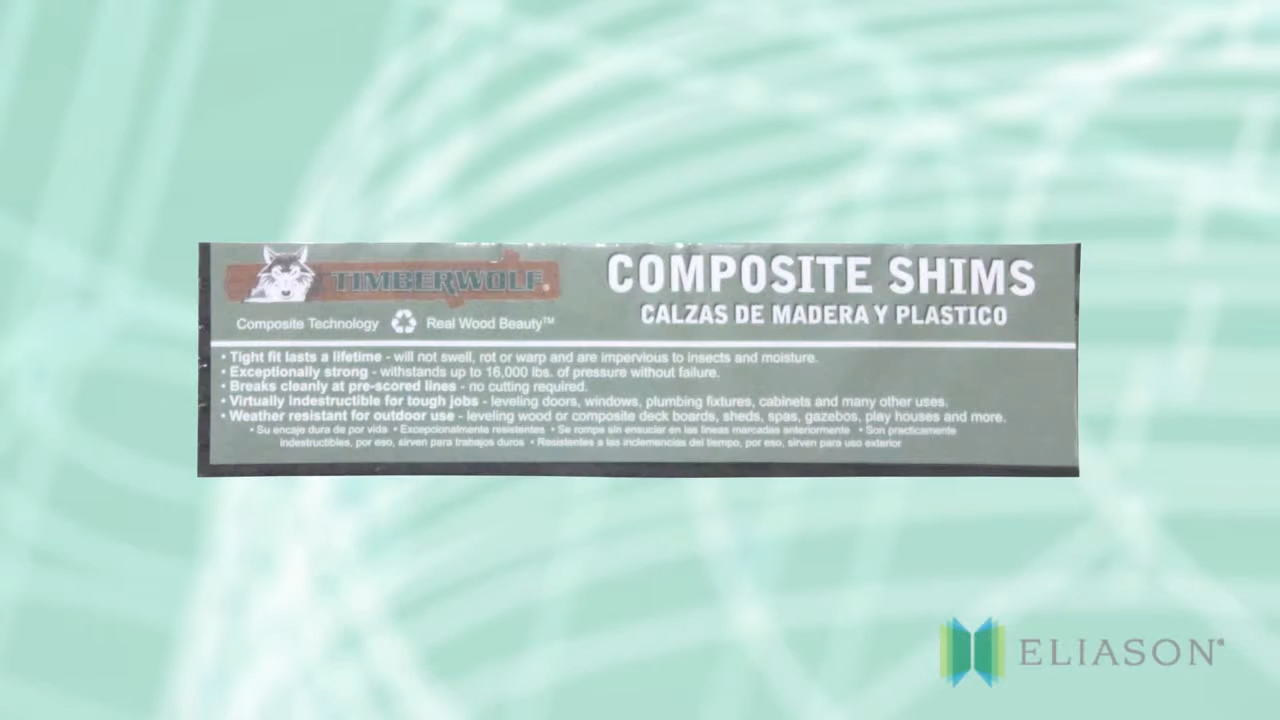 TIMBERWOLF®
COMPOSITE SHIMS
CALZAS DE MADERA Y PLASTICO
Composite Technology Real Wood Beauty™
• Tight fit lasts a lifetime - will not swell, rot or warp and are impervious to insects and moisture.
• Exceptionally strong - withstands up to 16,000 lbs. of pressure without failure.
• Breaks cleanly at pre-scored lines - no cutting required.
• Virtually indestructible for tough jobs - leveling doors, windows, plumbing fixtures, cabinets and many other uses.
• Weather resistant for outdoor use - leveling wood or composite deck boards, sheds, spas, gazebos, play houses and more.
• Su encaje dura de por vida • Excepcionalmente resistentes • Se rompe sin ensuciar en las lineas marcadas anteriormente • Son practicamente
indestructibles, por eso, sirven para trabajos duros • Resistentes a las inclemencias del tiempo, por eso, sirven para uso exterior
ELIASON®